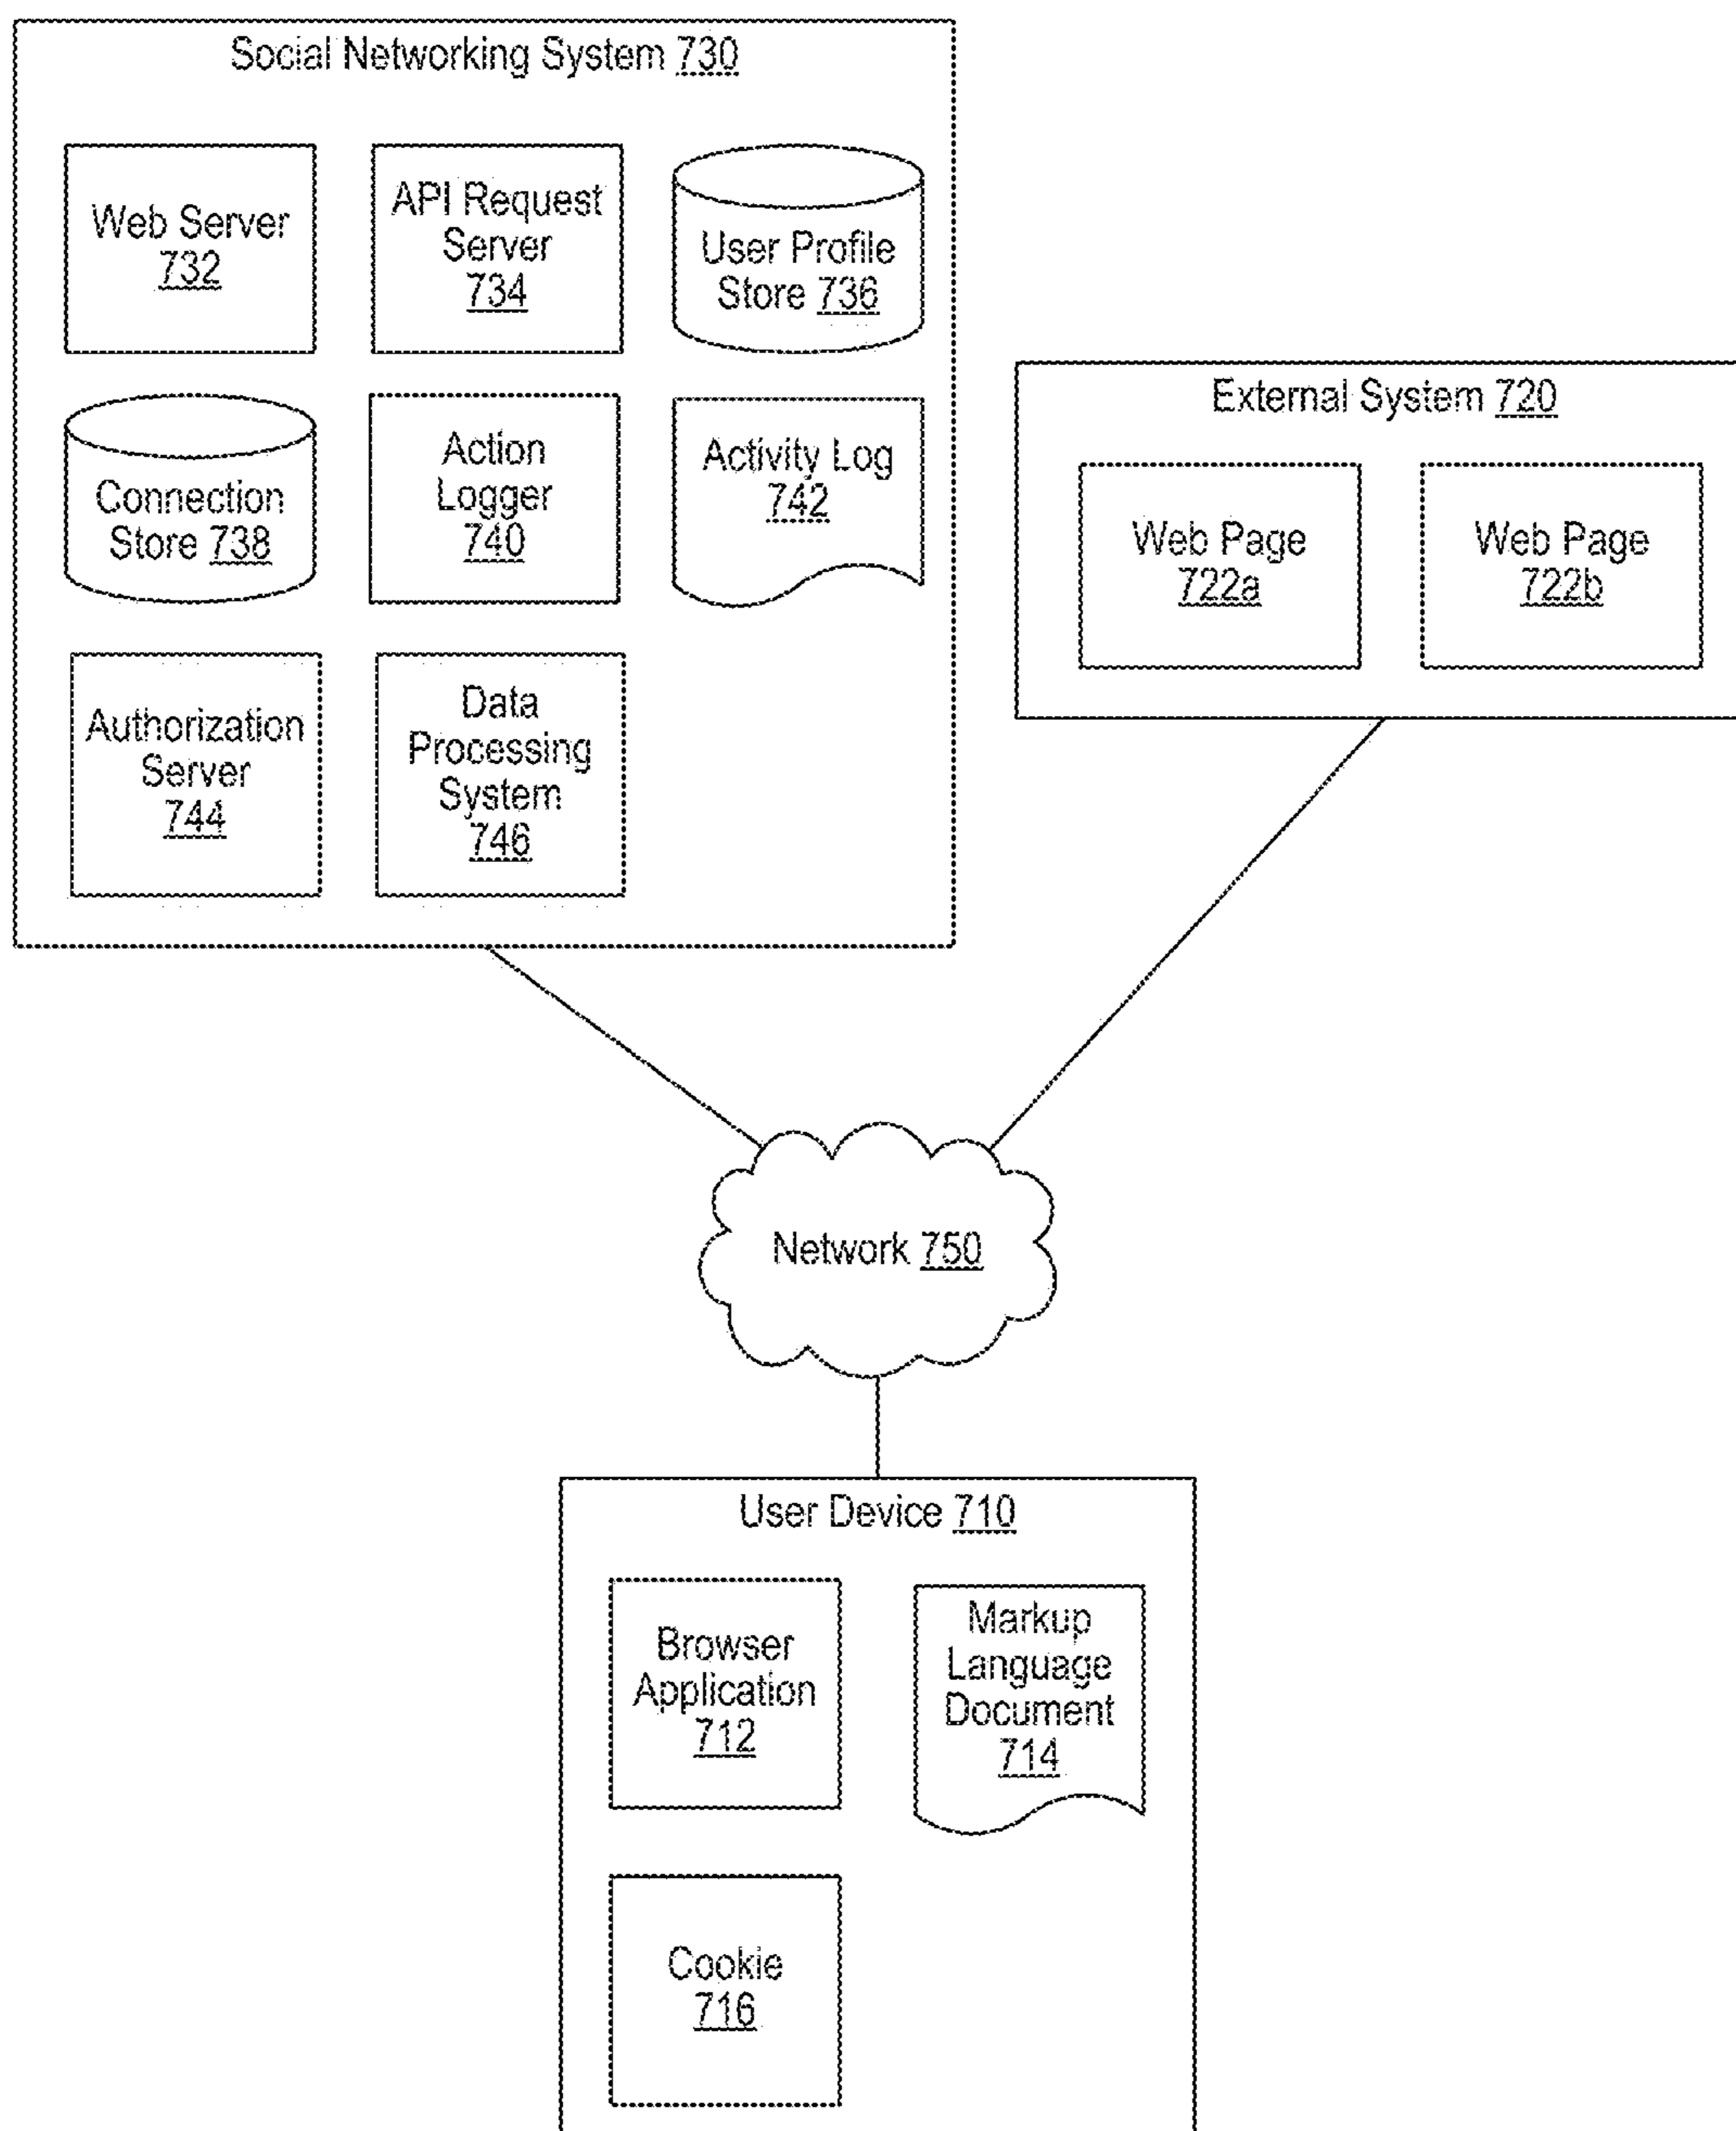 Social Networking System 730
Web Server
732
API Request
Server
734
User Profile
Store 736
Connection
Store 738
Action
Logger
740
Activity Log
742
Authorization
Server
744
Data
Processing
System
746
External System 720
Web Page
722a
Web Page
722b
Network 750
User Device 710
Browser
Application
712
Markup
Language
Document
714
Cookie
716